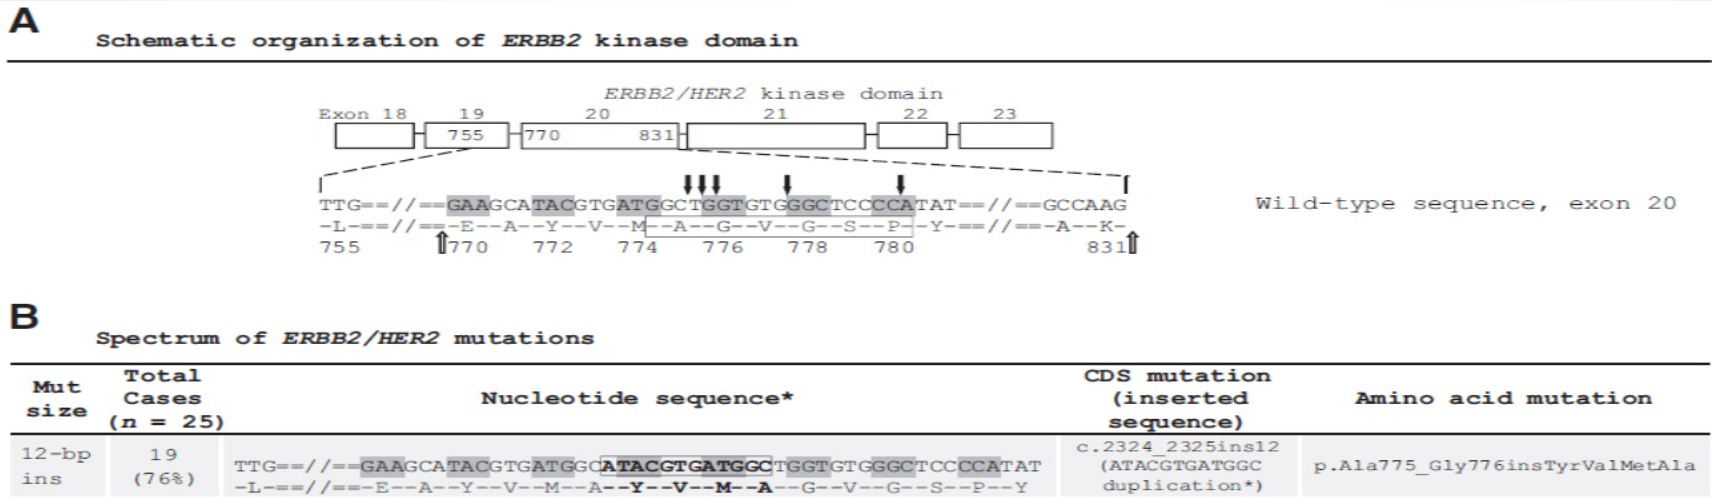 A
Schematic organization of ERBB2 kinase domain
ERBB2/HER2 kinase domain
Exon 18 19 20 21 22 23
755 770 831
TTG==//==GAAGCATACGTGATGGCTGGTGTGGGCTCCCCATAT==//==GCCAAG
Wild-type sequence, exon 20
-L-==//==-E--A--Y--V--M--A--G--V--G--S--P--Y-==//==-A--K-
755 770 772 774 776 778 780 831
B
Spectrum of ERBB2/HER2 mutations
Mut size
Total Cases (n = 25)
Nucleotide sequence*
CDS mutation (inserted sequence)
Amino acid mutation
12-bp ins
19 (76%)
TTG==//==GAAGCATACGTGATGGCATACGTGATGGCTGGTGTGGGCTCCCCATAT
-L-==//==-E--A--Y--V--M--A--Y--V--M--A--G--V--G--S--P--Y
c.2324_2325ins12
(ATACGTGATGGC
duplication*)
p.Ala775_Gly776insTyrValMetAla